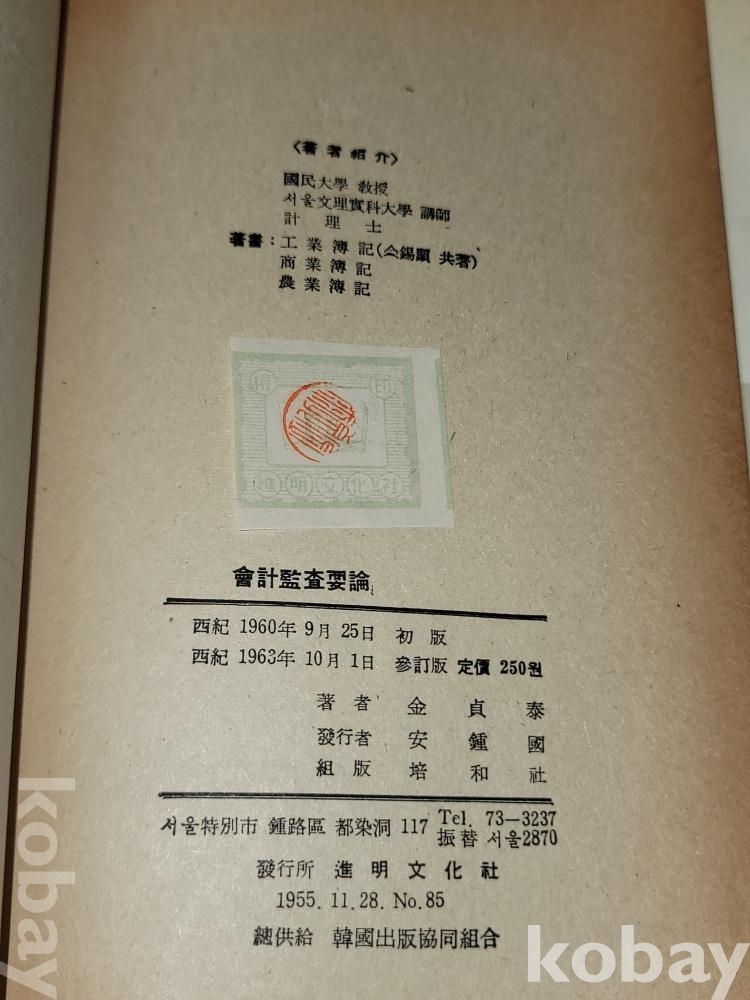 〈著者紹介〉
國民大學 敎授
서울文理實科大學 講師
計理士
著書 : 工業簿記(仝錫顯 共著)
商業簿記
農業簿記
印
進明文化社
會計監査要論
西紀 1960年 9月 25日 初版
西紀 1963年 10月 1日 參訂版 定價 250원
著者 金貞泰
發行者 安鍾國
組版 培和社
서울特別市 鍾路區 都染洞 117 Tel. 73—3237
振替 서울2870
發行所 進明文化社
1955. 11. 28. No. 85
總供給 韓國出版協同組合
kobay
kobay